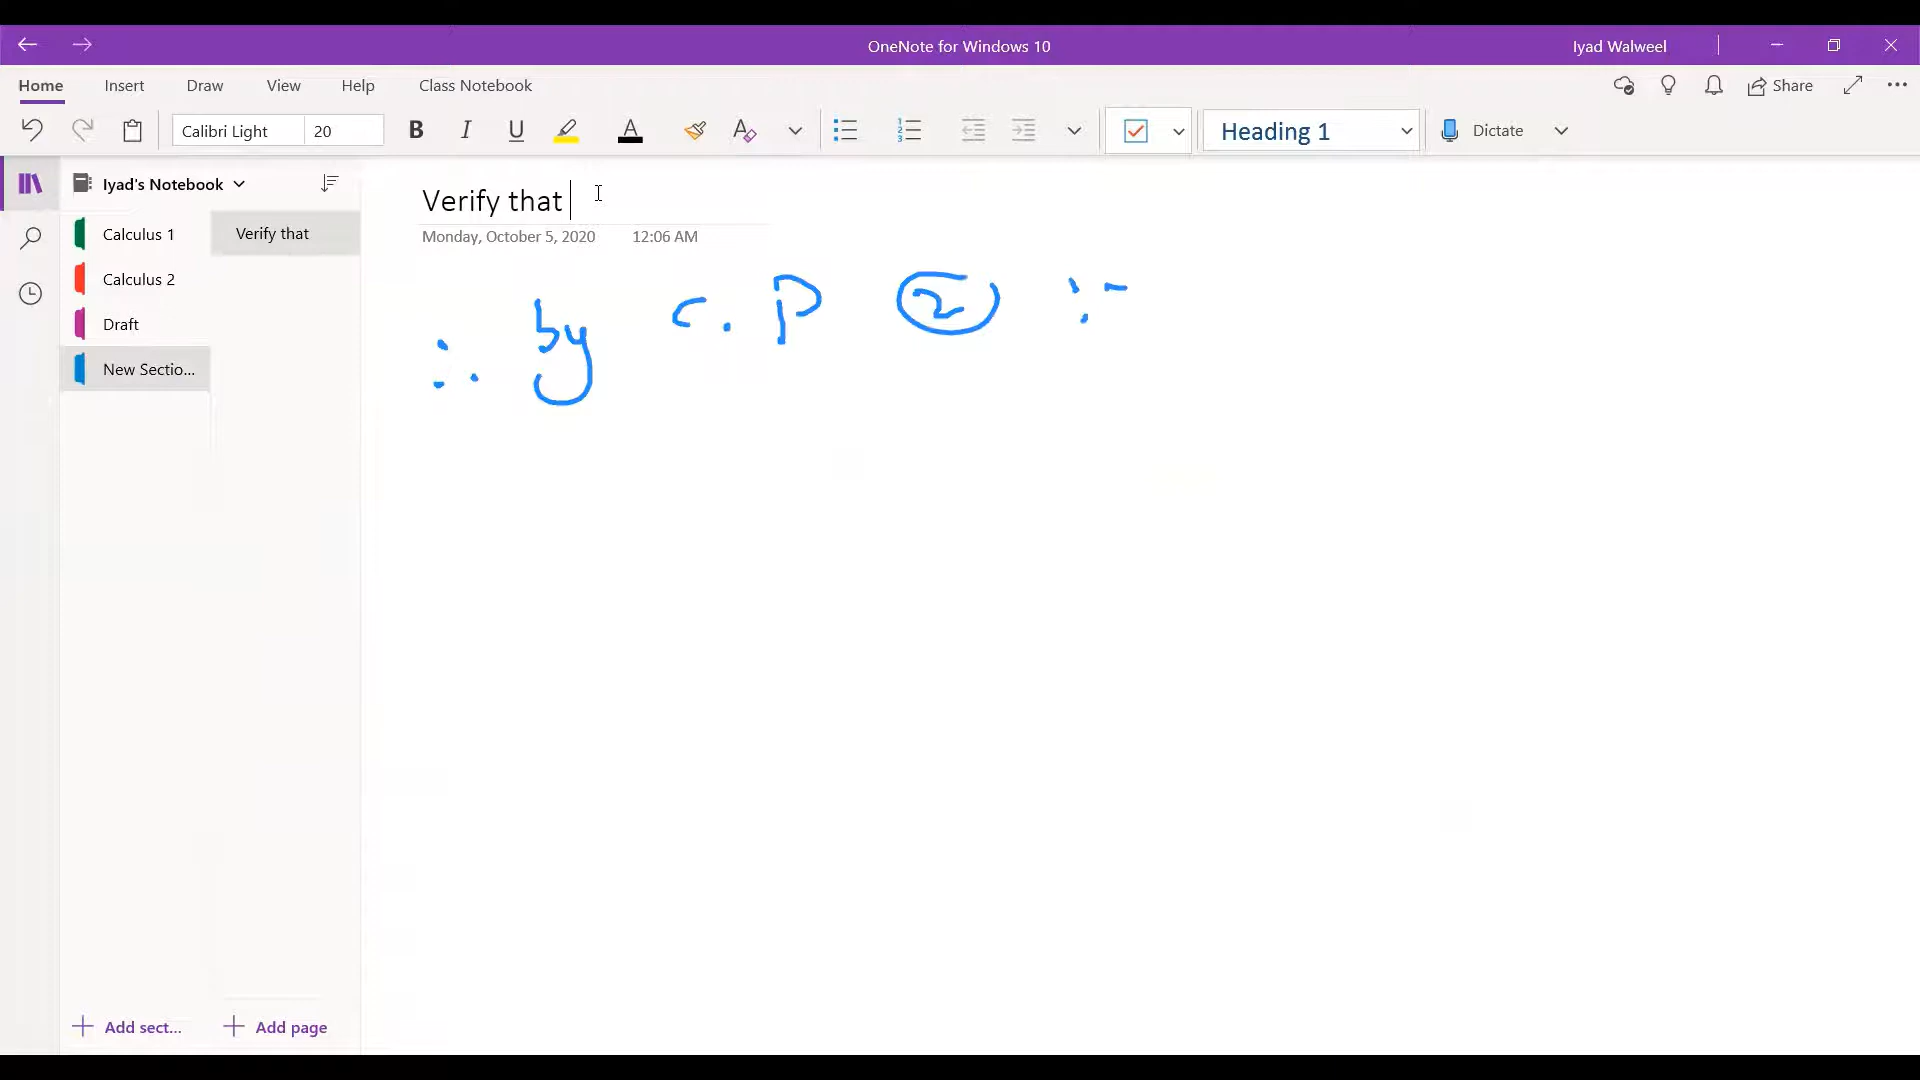 OneNote for Windows 10 Iyad Walweel
Home Insert Draw View Help Class Notebook Share
Calibri Light 20 B I U A Heading 1 Dictate
Iyad's Notebook
Calculus 1
Calculus 2
Draft
New Sectio...
Verify that
Verify that
Monday, October 5, 2020 12:06 AM
∴ by c. P ② :-
Add sect...
Add page